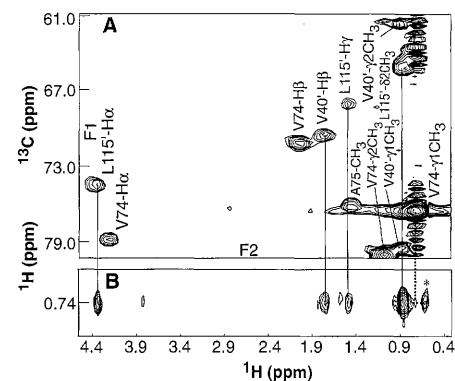 A
61.0
67.0
73.0
79.0
13C (ppm)
F1
L115'-Hα
V74-Hα
V74-Hβ
V40'-Hβ
L115'-Hγ
A75-CH3
V74-γ2CH3
V40'-γ1CH3
L115'-δ2CH3
V40'-γ2CH3
V74-γ1CH3
F2
B
*
1H (ppm)
0.74
4.4 3.9 3.4 2.9 2.4 1.9 1.4 0.9 0.4
1H (ppm)